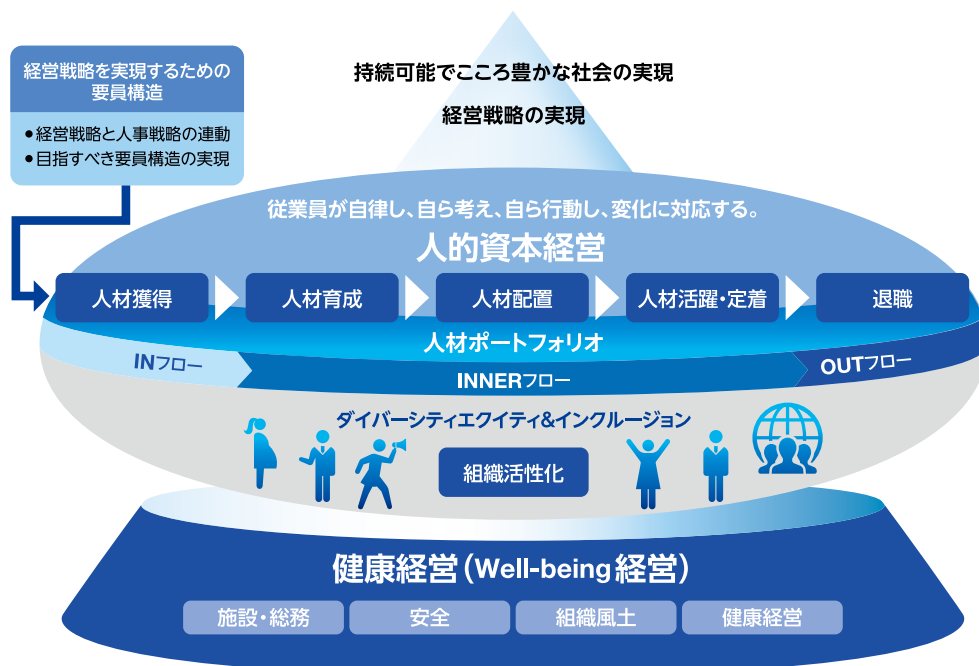 持続可能でこころ豊かな社会の実現
経営戦略の実現
経営戦略を実現するための
要員構造
●経営戦略と人事戦略の連動
●目指すべき要員構造の実現
従業員が自律し、自ら考え、自ら行動し、変化に対応する。
人的資本経営
人材獲得
人材育成
人材配置
人材活躍・定着
退職
人材ポートフォリオ
INフロー
INNERフロー
OUTフロー
ダイバーシティエクイティ&インクルージョン
組織活性化
健康経営(Well-being 経営)
施設・総務
安全
組織風土
健康経営